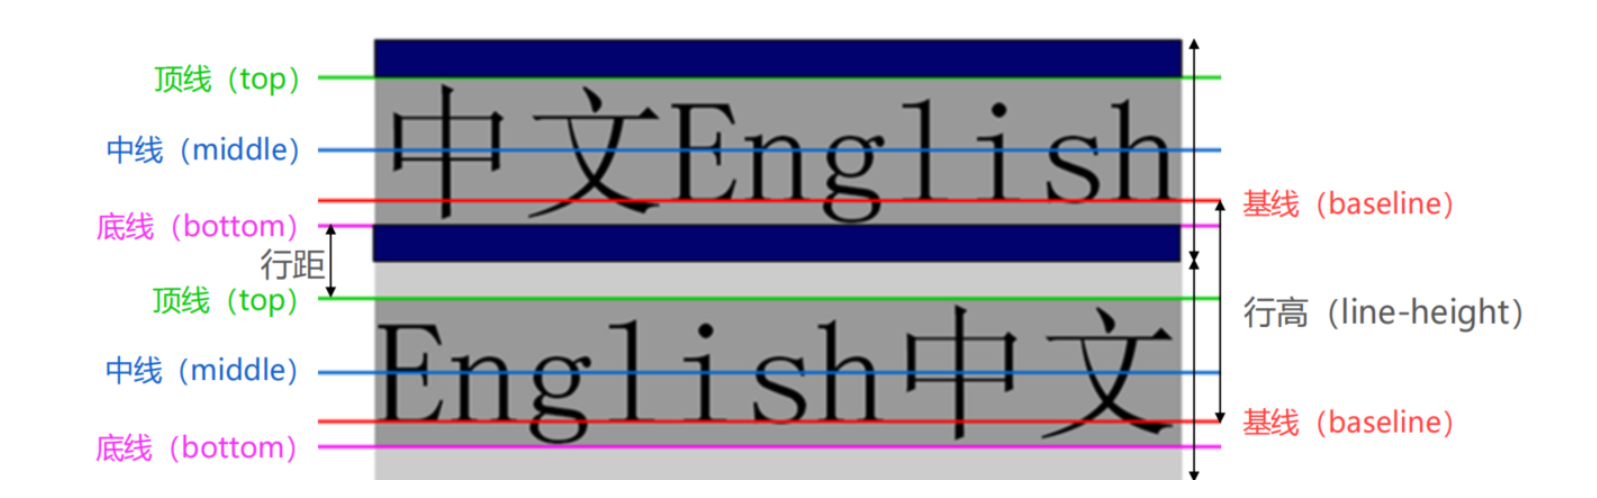 顶线（top）
中文English
中线（middle）
基线（baseline）
底线（bottom）
行距
顶线（top）
行高（line-height）
English中文
中线（middle）
基线（baseline）
底线（bottom）